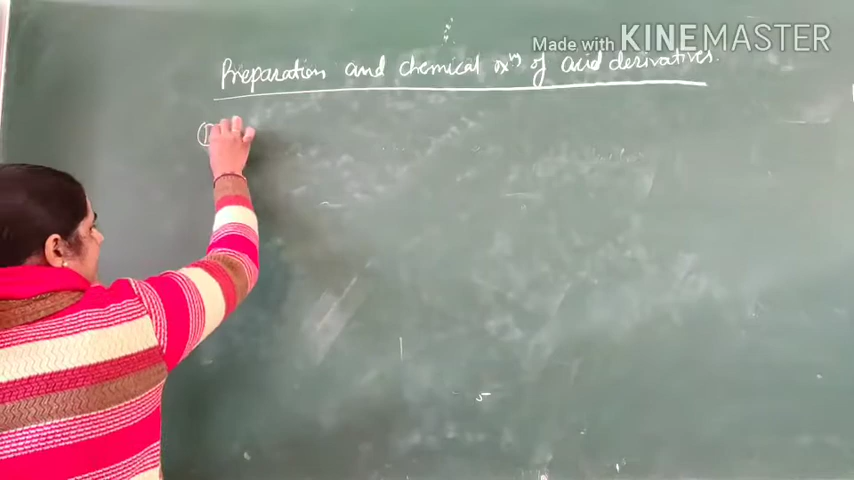 Made with KINEMASTER
Preparation and chemical rxⁿ of acid derivatives.